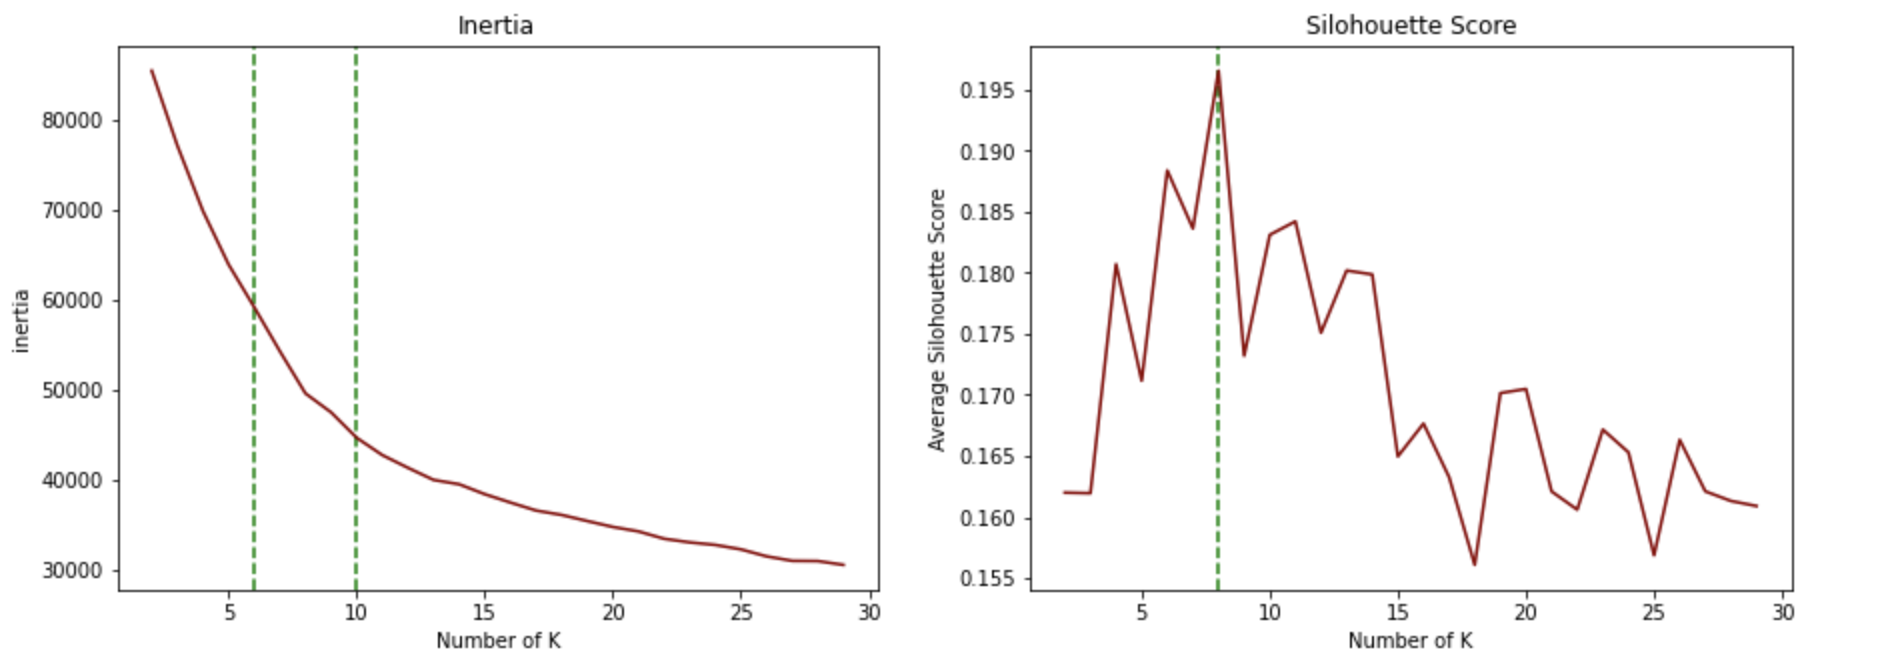 Inertia
inertia
80000
70000
60000
50000
40000
30000
5 10 15 20 25 30
Number of K
Silohouette Score
Average Silohouette Score
0.195
0.190
0.185
0.180
0.175
0.170
0.165
0.160
0.155
5 10 15 20 25 30
Number of K